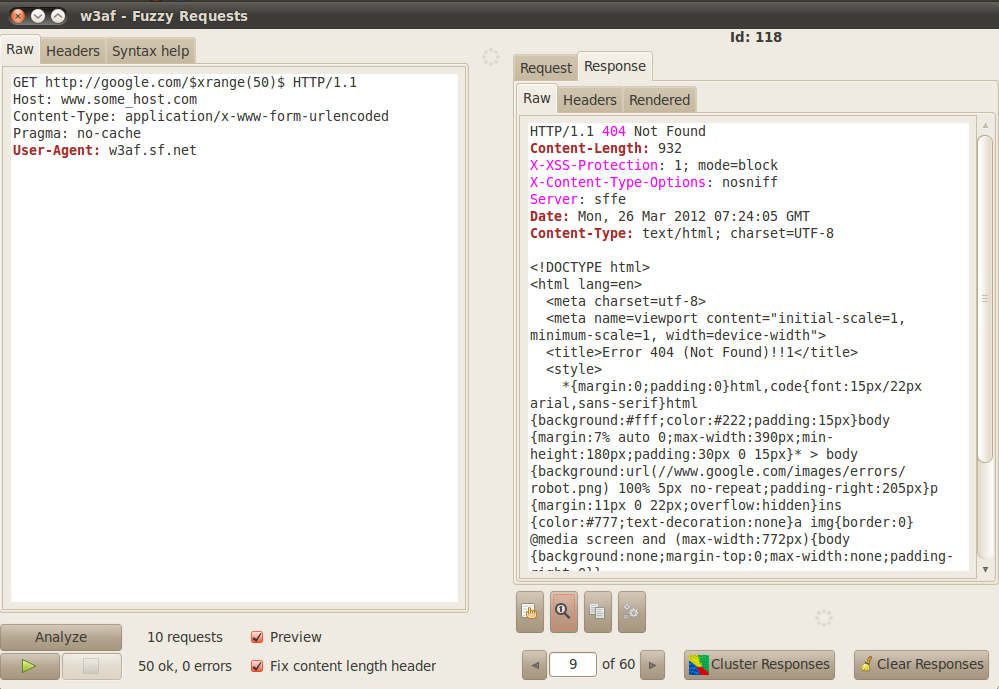 w3af - Fuzzy Requests
Raw Headers Syntax help
GET http://google.com/$xrange(50)$ HTTP/1.1
Host: www.some_host.com
Content-Type: application/x-www-form-urlencoded
Pragma: no-cache
User-Agent: w3af.sf.net
Analyze 10 requests Preview
50 ok, 0 errors Fix content length header
Id: 118
Request Response
Raw Headers Rendered
HTTP/1.1 404 Not Found
Content-Length: 932
X-XSS-Protection: 1; mode=block
X-Content-Type-Options: nosniff
Server: sffe
Date: Mon, 26 Mar 2012 07:24:05 GMT
Content-Type: text/html; charset=UTF-8
<!DOCTYPE html>
<html lang=en>
<meta charset=utf-8>
<meta name=viewport content="initial-scale=1,
minimum-scale=1, width=device-width">
<title>Error 404 (Not Found)!!1</title>
<style>
*{margin:0;padding:0}html,code{font:15px/22px
arial,sans-serif}html
{background:#fff;color:#222;padding:15px}body
{margin:7% auto 0;max-width:390px;min-
height:180px;padding:30px 0 15px}* > body
{background:url(//www.google.com/images/errors/
robot.png) 100% 5px no-repeat;padding-right:205px}p
{margin:11px 0 22px;overflow:hidden}ins
{color:#777;text-decoration:none}a img{border:0}
@media screen and (max-width:772px){body
{background:none;margin-top:0;max-width:none;padding-
right:0}}
9 of 60 Cluster Responses Clear Responses